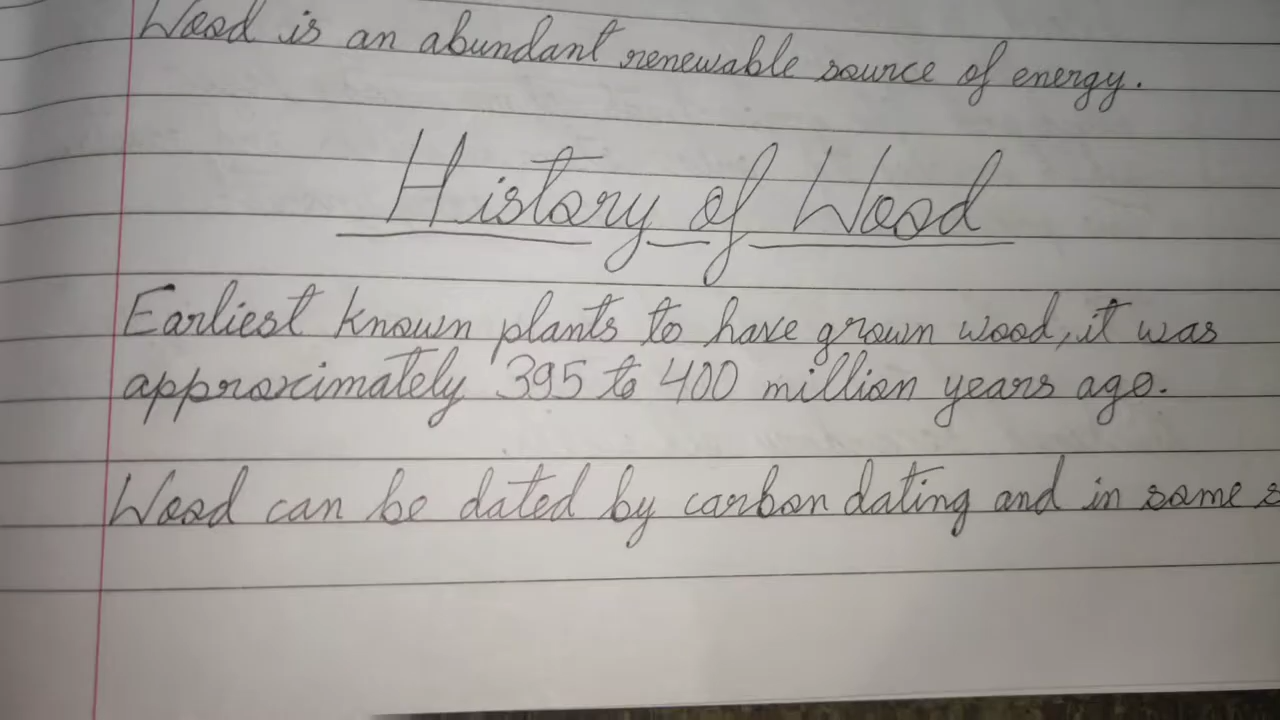 Wood is an abundant renewable source of energy.
History of Wood
Earliest known plants to have grown wood, it was
approximately 395 to 400 million years ago.
Wood can be dated by carbon dating and in some